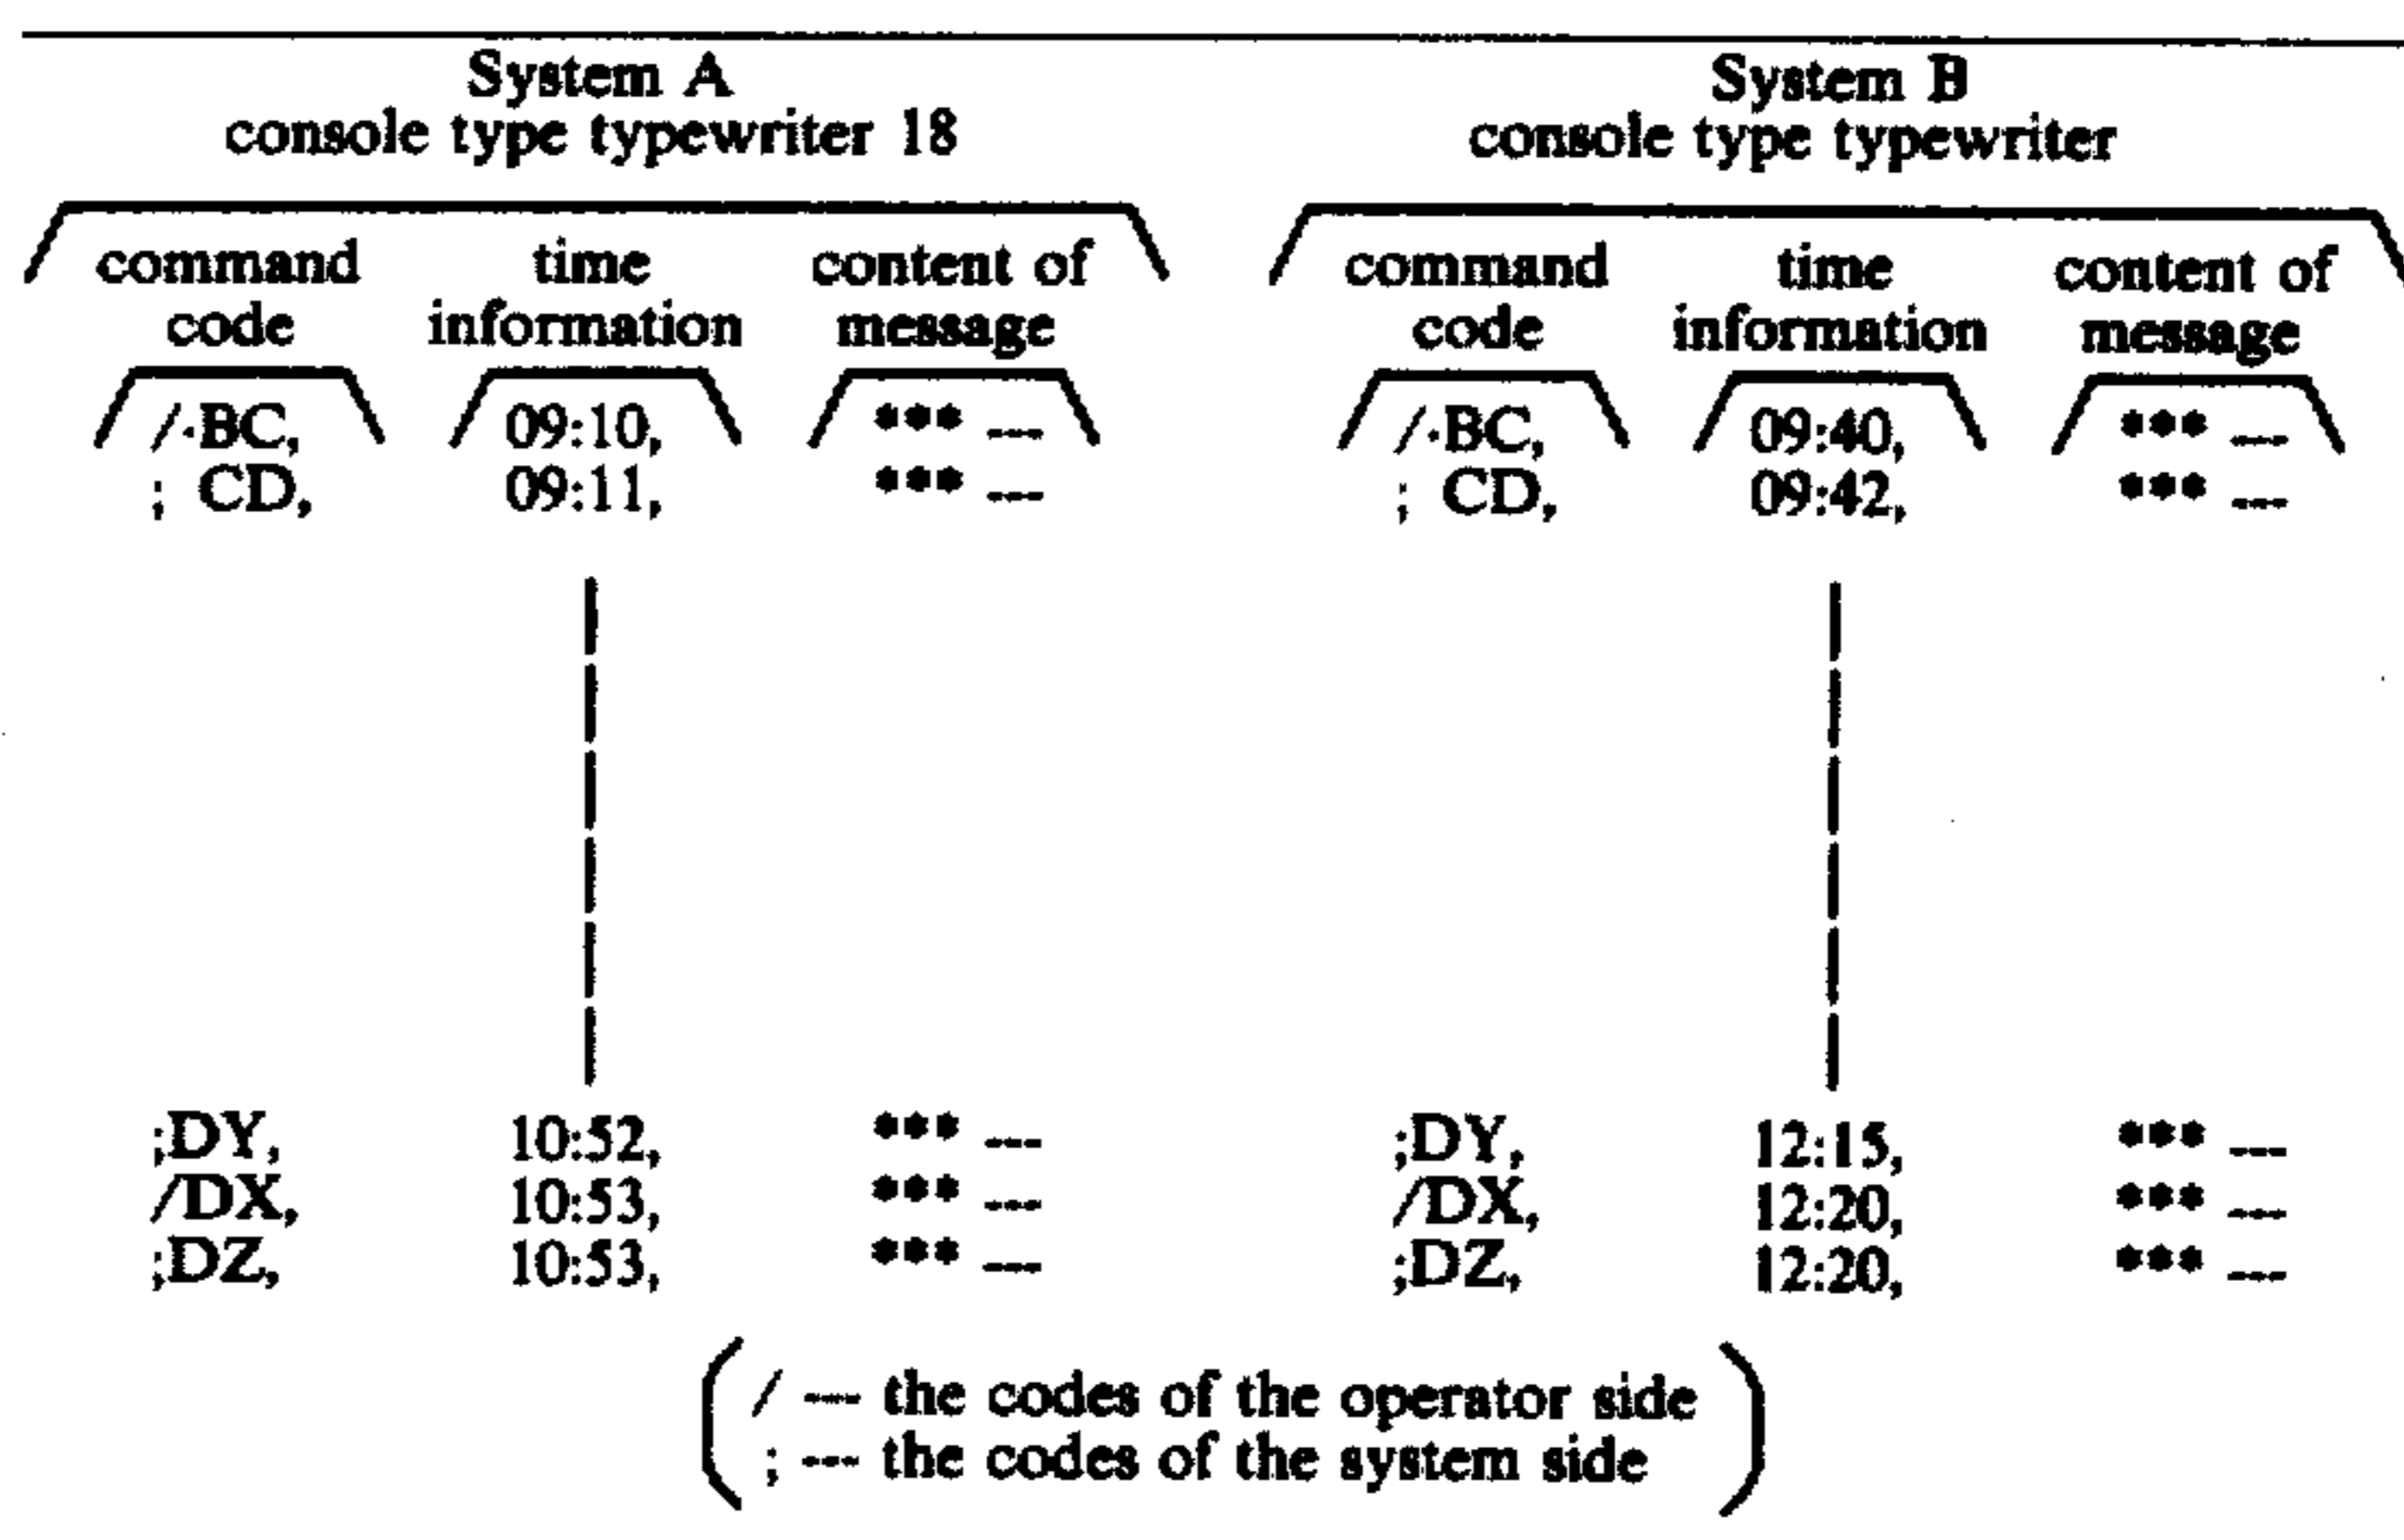 System A System B
console type typewriter 18 console type typewriter
command time content of command time content of
code information message code information message
/·BC, 09:10, *** --- /·BC, 09:40, *** ---
; CD, 09:11, *** --- ; CD, 09:42, *** ---
;DY, 10:52, *** --- ;DY, 12:15, *** ---
/DX, 10:53, *** --- /DX, 12:20, *** ---
;DZ, 10:53, *** --- ;DZ, 12:20, *** ---
/ --- the codes of the operator side
; --- the codes of the system side